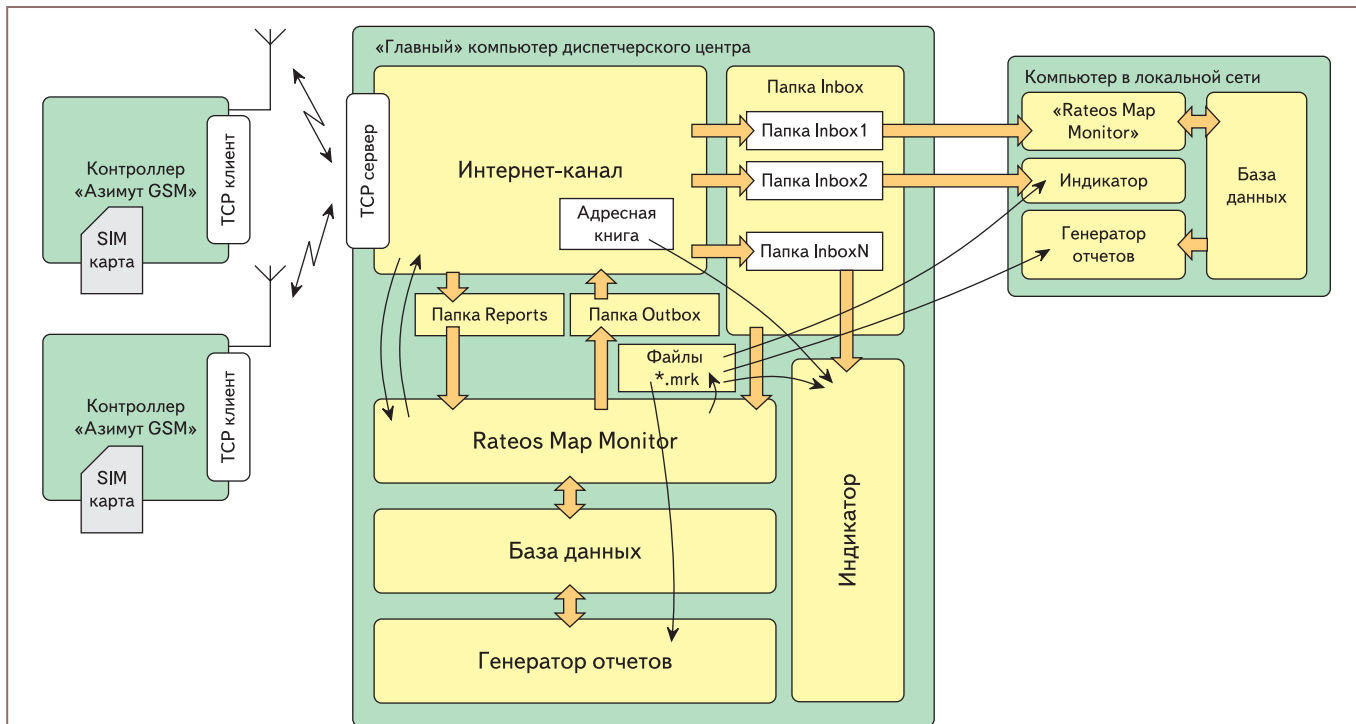 Контроллер
«Азимут GSM»
SIM
карта
TCP клиент
Контроллер
«Азимут GSM»
SIM
карта
TCP клиент
«Главный» компьютер диспетчерского центра
TCP сервер
Интернет-канал
Адресная
книга
Папка Inbox
Папка Inbox1
Папка Inbox2
Папка InboxN
Папка Reports
Папка Outbox
Файлы
*.mrk
Rateos Map Monitor
База данных
Генератор отчетов
Индикатор
Компьютер в локальной сети
«Rateos Map
Monitor»
Индикатор
Генератор
отчетов
База
данных